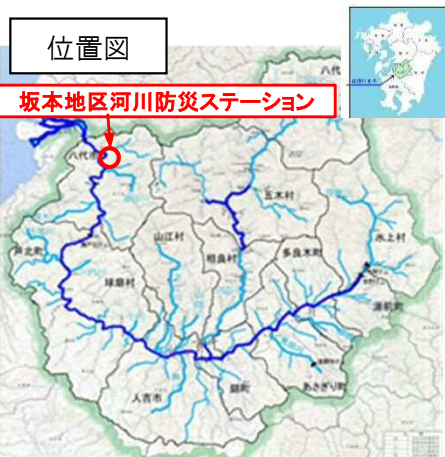 位置図
坂本地区河川防災ステーション
八代市
五木村
芦北町
山江村
相良村
水上村
多良木町
球磨村
湯前町
人吉市
錦町
あさぎり町